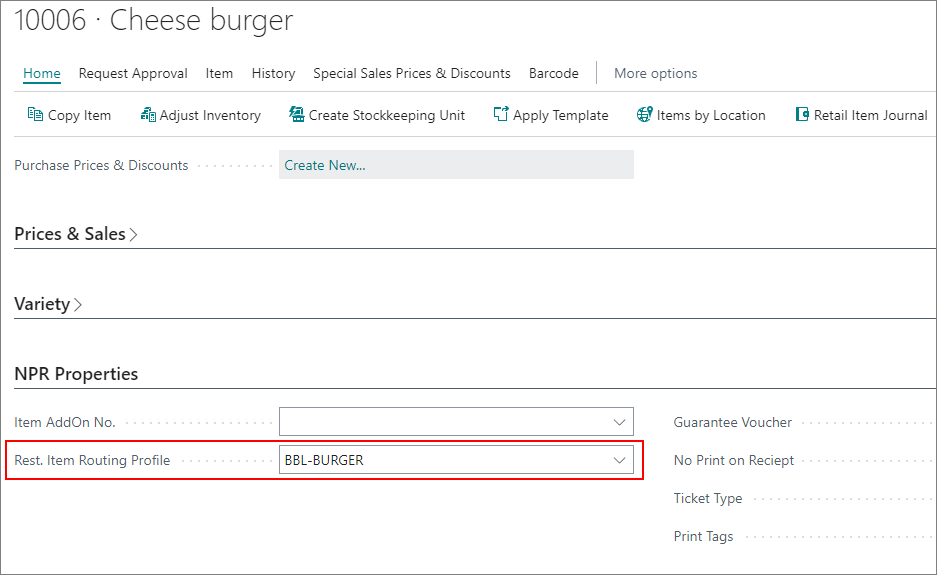 10006 · Cheese burger
Home Request Approval Item History Special Sales Prices & Discounts Barcode More options
Copy Item Adjust Inventory Create Stockkeeping Unit Apply Template Items by Location Retail Item Journal
Purchase Prices & Discounts Create New...
Prices & Sales
Variety
NPR Properties
Item AddOn No. Guarantee Voucher
Rest. Item Routing Profile BBL-BURGER No Print on Reciept
Ticket Type
Print Tags